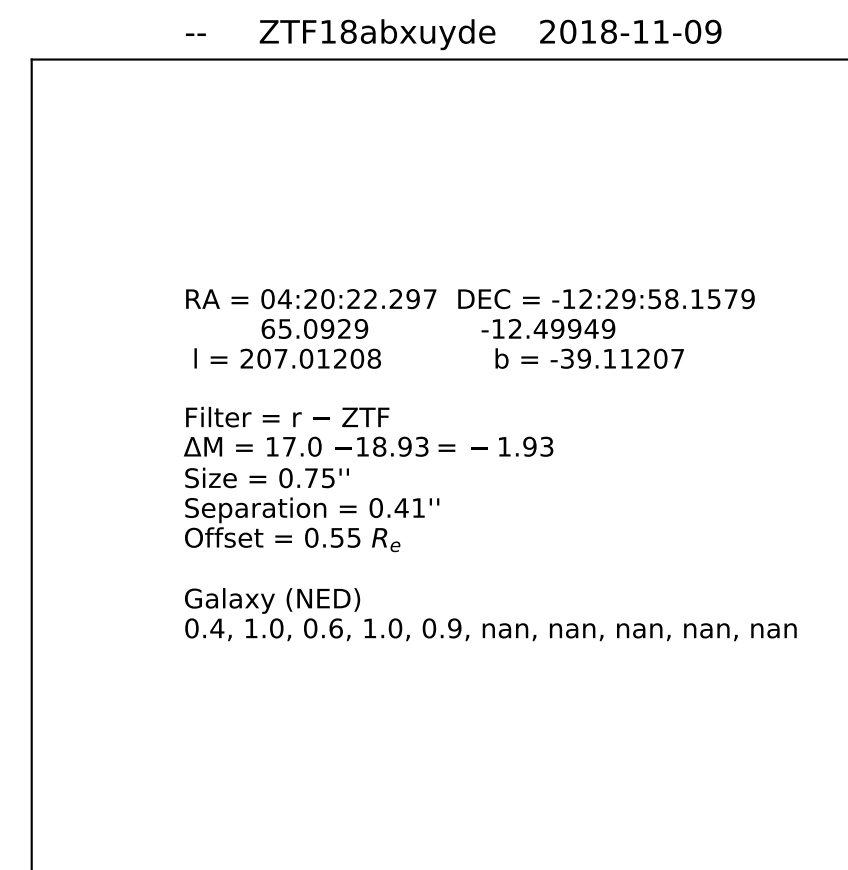 -- ZTF18abxuyde 2018-11-09
RA = 04:20:22.297 DEC = -12:29:58.1579
65.0929 -12.49949
l = 207.01208 b = -39.11207
Filter = r − ZTF
ΔM = 17.0 −18.93 = − 1.93
Size = 0.75''
Separation = 0.41''
Offset = 0.55 Re
Galaxy (NED)
0.4, 1.0, 0.6, 1.0, 0.9, nan, nan, nan, nan, nan